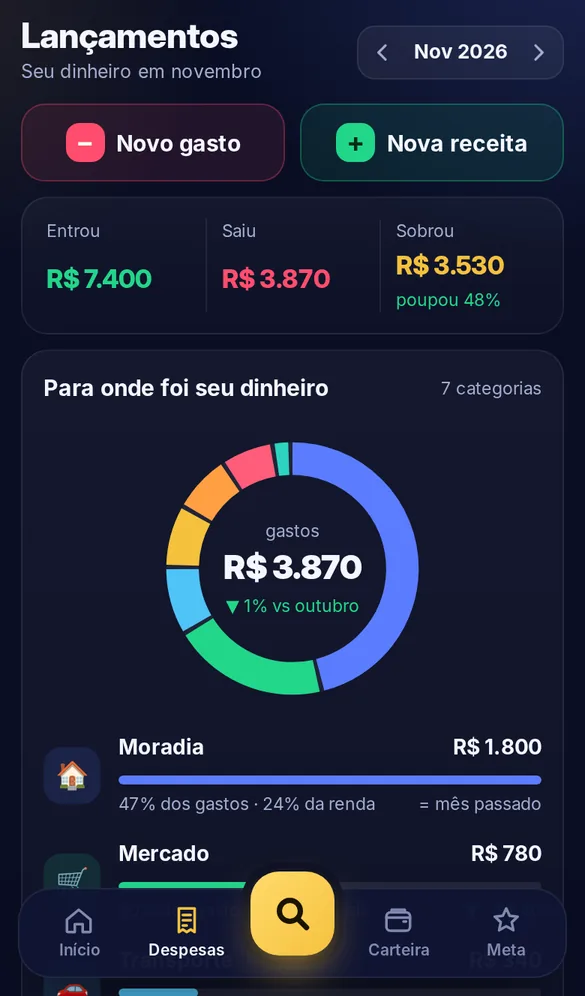 Lançamentos
Seu dinheiro em novembro
Nov 2026
Novo gasto
Nova receita
Entrou
R$ 7.400
Saiu
R$ 3.870
Sobrou
R$ 3.530
poupou 48%
Para onde foi seu dinheiro
7 categorias
gastos
R$ 3.870
▼ 1% vs outubro
Moradia
R$ 1.800
47% dos gastos · 24% da renda
= mês passado
Mercado
R$ 780
Transporte
R$ 340
Início
Despesas
Carteira
Meta